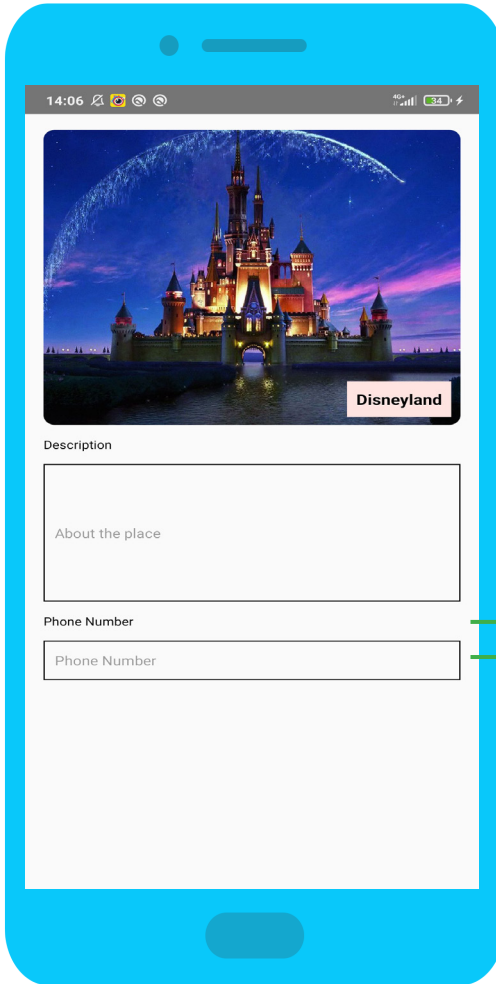 14:06
4G+
34
Disneyland
Description
About the place
Phone Number
Phone Number